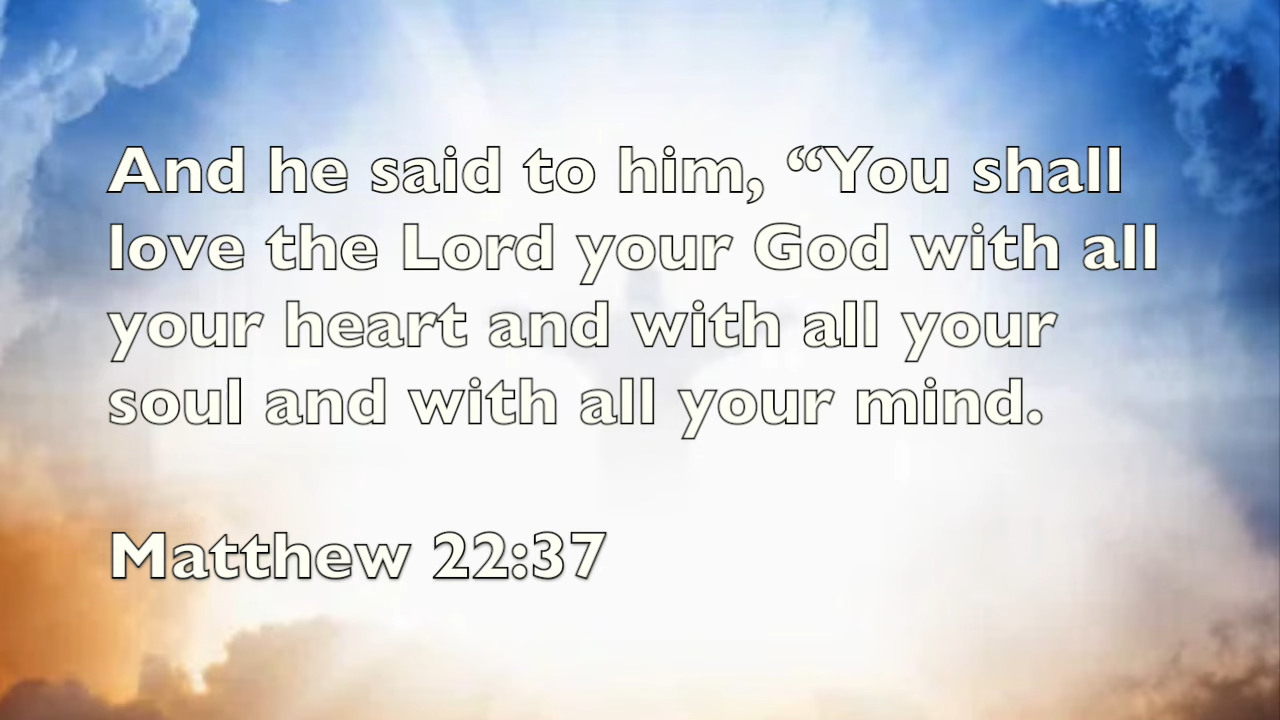 And he said to him, “You shall
love the Lord your God with all
your heart and with all your
soul and with all your mind.
Matthew 22:37